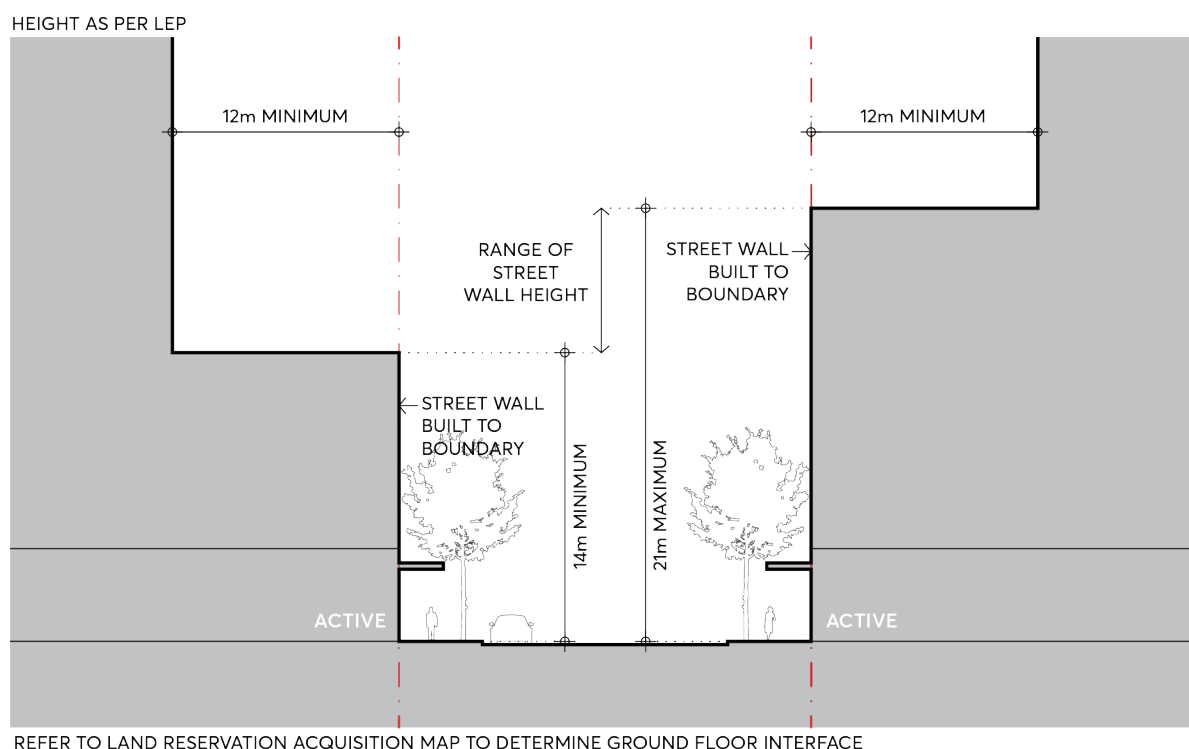 HEIGHT AS PER LEP
12m MINIMUM
12m MINIMUM
RANGE OF
STREET
WALL HEIGHT
STREET WALL
BUILT TO
BOUNDARY
STREET WALL
BUILT TO
BOUNDARY
14m MINIMUM
21m MAXIMUM
ACTIVE
ACTIVE
REFER TO LAND RESERVATION ACQUISITION MAP TO DETERMINE GROUND FLOOR INTERFACE